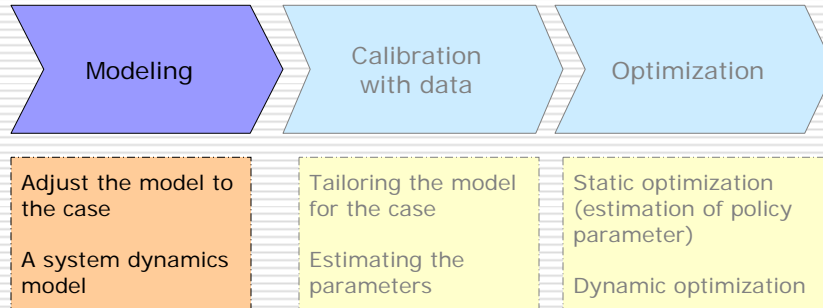 Modeling
Calibration
with data
Optimization
Adjust the model to
the case
A system dynamics
model
Tailoring the model
for the case
Estimating the
parameters
Static optimization
(estimation of policy
parameter)
Dynamic optimization